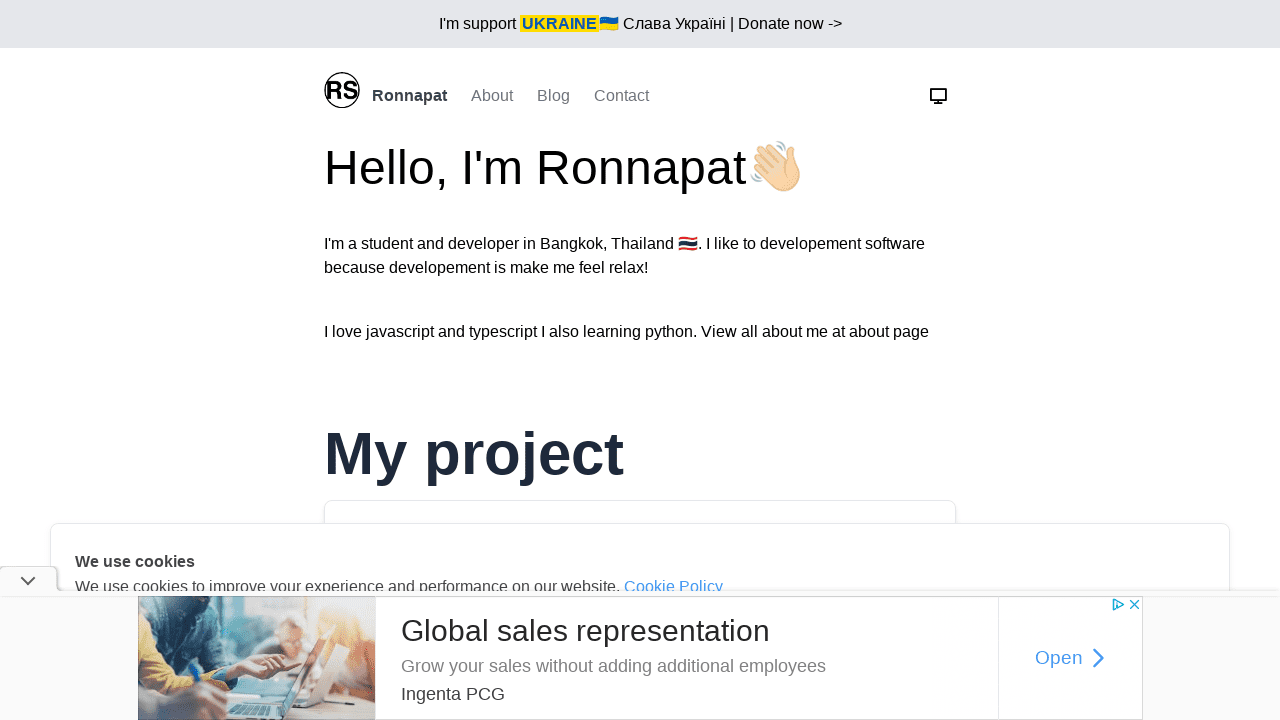 I'm support UKRAINE🇺🇦 Слава Україні | Donate now ->
RS Ronnapat About Blog Contact
Hello, I'm Ronnapat👋🏼
I'm a student and developer in Bangkok, Thailand 🇹🇭. I like to developement software
because developement is make me feel relax!
I love javascript and typescript I also learning python. View all about me at about page
My project
We use cookies
We use cookies to improve your experience and performance on our website. Cookie Policy
Global sales representation
Grow your sales without adding additional employees
Ingenta PCG
Open